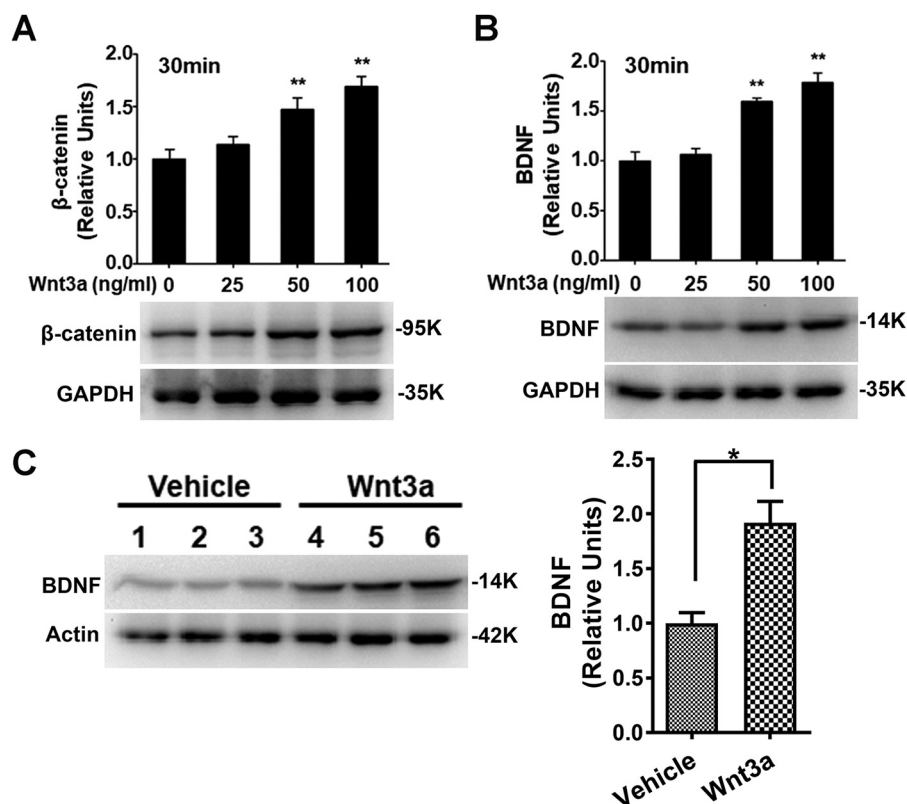 A
β-catenin
(Relative Units)
2.0
1.5
1.0
0.5
0.0
30min
**
**
Wnt3a (ng/ml) 0 25 50 100
β-catenin -95K
GAPDH -35K
B
BDNF
(Relative Units)
2.0
1.5
1.0
0.5
0.0
30min
**
**
Wnt3a (ng/ml) 0 25 50 100
BDNF -14K
GAPDH -35K
C
Vehicle Wnt3a
1 2 3 4 5 6
BDNF -14K
Actin -42K
BDNF
(Relative Units)
2.5
2.0
1.5
1.0
0.5
0.0
*
Vehicle Wnt3a